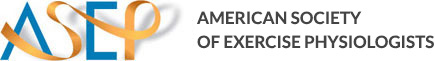 ASEP
AMERICAN SOCIETY
OF EXERCISE PHYSIOLOGISTS